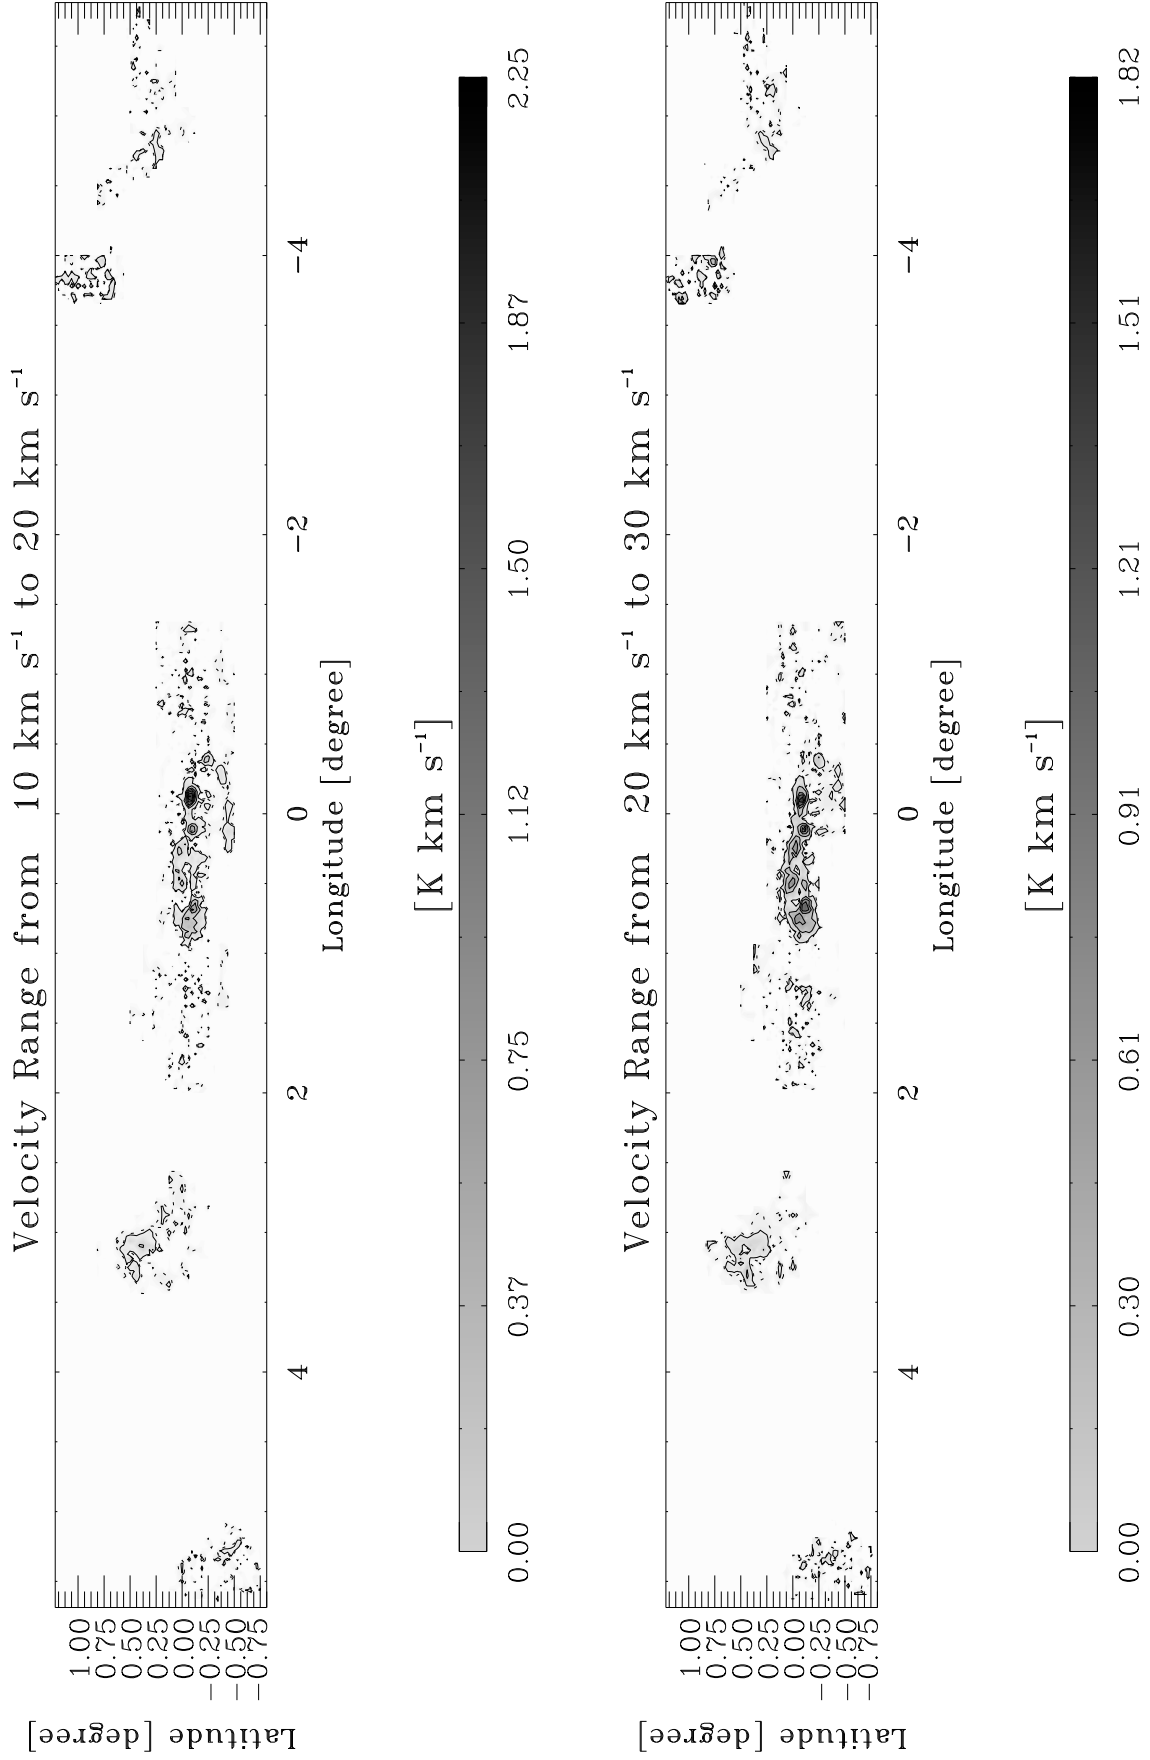 Velocity Range from 10 km s⁻¹ to 20 km s⁻¹
Latitude [degree]
1.00
0.75
0.50
0.25
0.00
−0.25
−0.50
−0.75
4 2 0 −2 −4
Longitude [degree]
[K km s⁻¹]
0.00 0.37 0.75 1.12 1.50 1.87 2.25
Velocity Range from 20 km s⁻¹ to 30 km s⁻¹
Latitude [degree]
1.00
0.75
0.50
0.25
0.00
−0.25
−0.50
−0.75
4 2 0 −2 −4
Longitude [degree]
[K km s⁻¹]
0.00 0.30 0.61 0.91 1.21 1.51 1.82